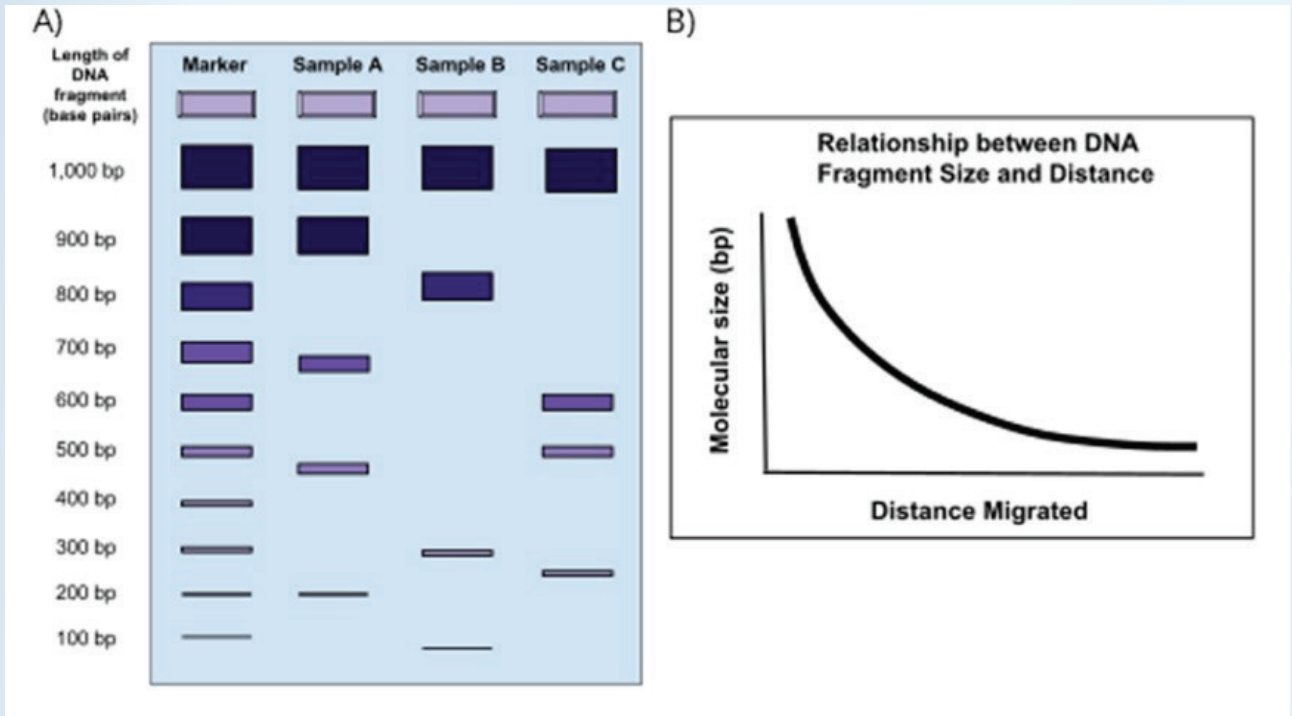 A)
Length of
DNA
fragment
(base pairs)
Marker
Sample A
Sample B
Sample C
1,000 bp
900 bp
800 bp
700 bp
600 bp
500 bp
400 bp
300 bp
200 bp
100 bp
B)
Relationship between DNA
Fragment Size and Distance
Molecular size (bp)
Distance Migrated